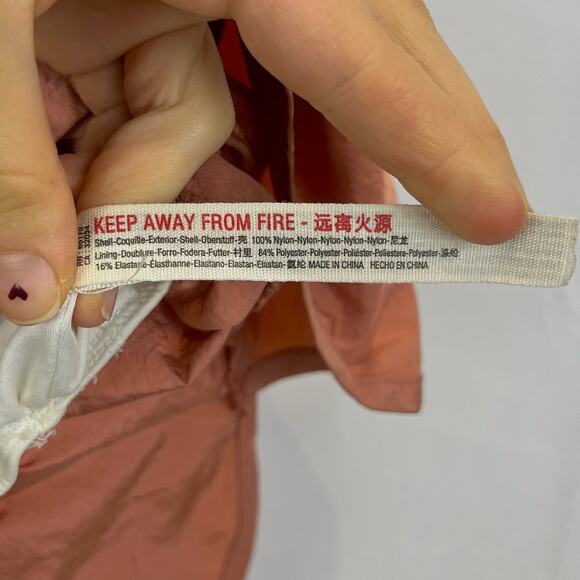 KEEP AWAY FROM FIRE - 远离火源
Shell-Coquille-Exterior-Shell-Oberstoff-壳 100% Nylon-Nylon-Nylon-Nylon-Nylon-尼龙
Lining-Doublure-Forro-Fodera-Futter-衬里 84% Polyester-Polyester-Poliéster-Poliestere-Polyester-涤纶
16% Elastane-Élasthanne-Elastano-Elastan-Elastan-氨纶 MADE IN CHINA HECHO EN CHINA
CA: 32054